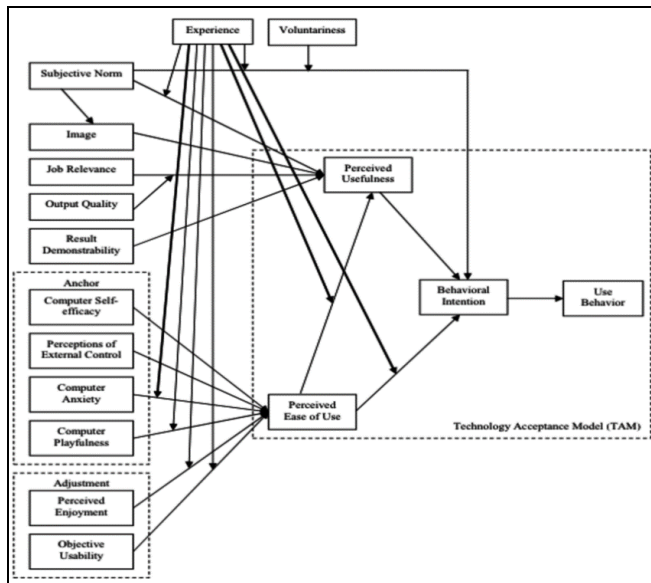 Experience
Voluntariness
Subjective Norm
Image
Job Relevance
Output Quality
Result
Demonstrability
Perceived
Usefulness
Anchor
Computer Self-
efficacy
Perceptions of
External Control
Computer
Anxiety
Computer
Playfulness
Behavioral
Intention
Use
Behavior
Perceived
Ease of Use
Technology Acceptance Model (TAM)
Adjustment
Perceived
Enjoyment
Objective
Usability